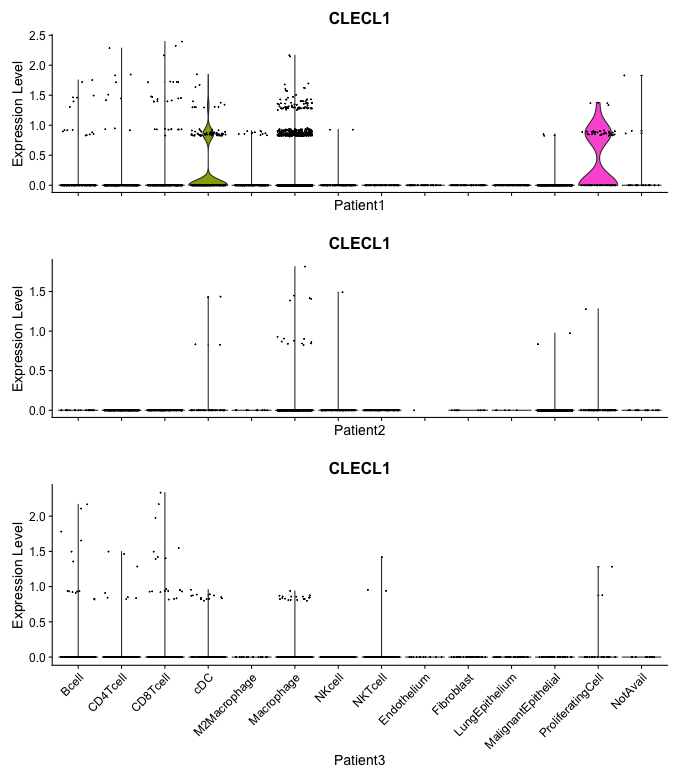 CLECL1
Expression Level
2.5
2.0
1.5
1.0
0.5
0.0
Patient1
CLECL1
Expression Level
1.5
1.0
0.5
0.0
Patient2
CLECL1
Expression Level
2.0
1.5
1.0
0.5
0.0
Bcell
CD4Tcell
CD8Tcell
cDC
M2Macrophage
Macrophage
NKcell
NKTcell
Endothelium
Fibroblast
LungEpithelium
MalignantEpithelial
ProliferatingCell
NotAvail
Patient3